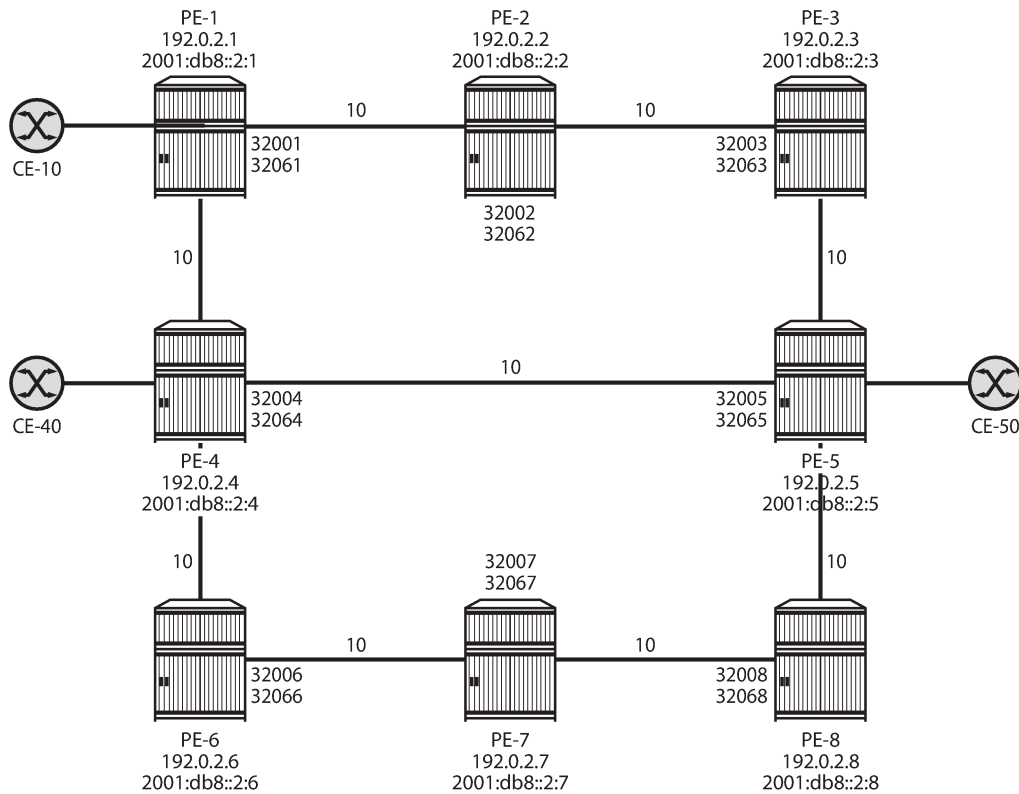 PE-1
192.0.2.1
2001:db8::2:1
PE-2
192.0.2.2
2001:db8::2:2
PE-3
192.0.2.3
2001:db8::2:3
CE-10
10
10
32001
32061
32003
32063
32002
32062
10
10
CE-40
10
32004
32064
32005
32065
CE-50
PE-4
192.0.2.4
2001:db8::2:4
PE-5
192.0.2.5
2001:db8::2:5
10
32007
32067
10
10
10
32006
32066
32008
32068
PE-6
192.0.2.6
2001:db8::2:6
PE-7
192.0.2.7
2001:db8::2:7
PE-8
192.0.2.8
2001:db8::2:8